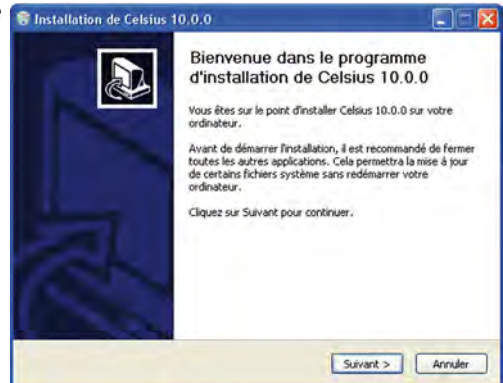 Installation de Celsius 10.0.0
Bienvenue dans le programme
d'installation de Celsius 10.0.0
Vous êtes sur le point d'installer Celsius 10.0.0 sur votre
ordinateur.
Avant de démarrer l'installation, il est recommandé de fermer
toutes les autres applications. Cela permettra la mise à jour
de certains fichiers système sans redémarrer votre
ordinateur.
Cliquez sur Suivant pour continuer.
Suivant >
Annuler